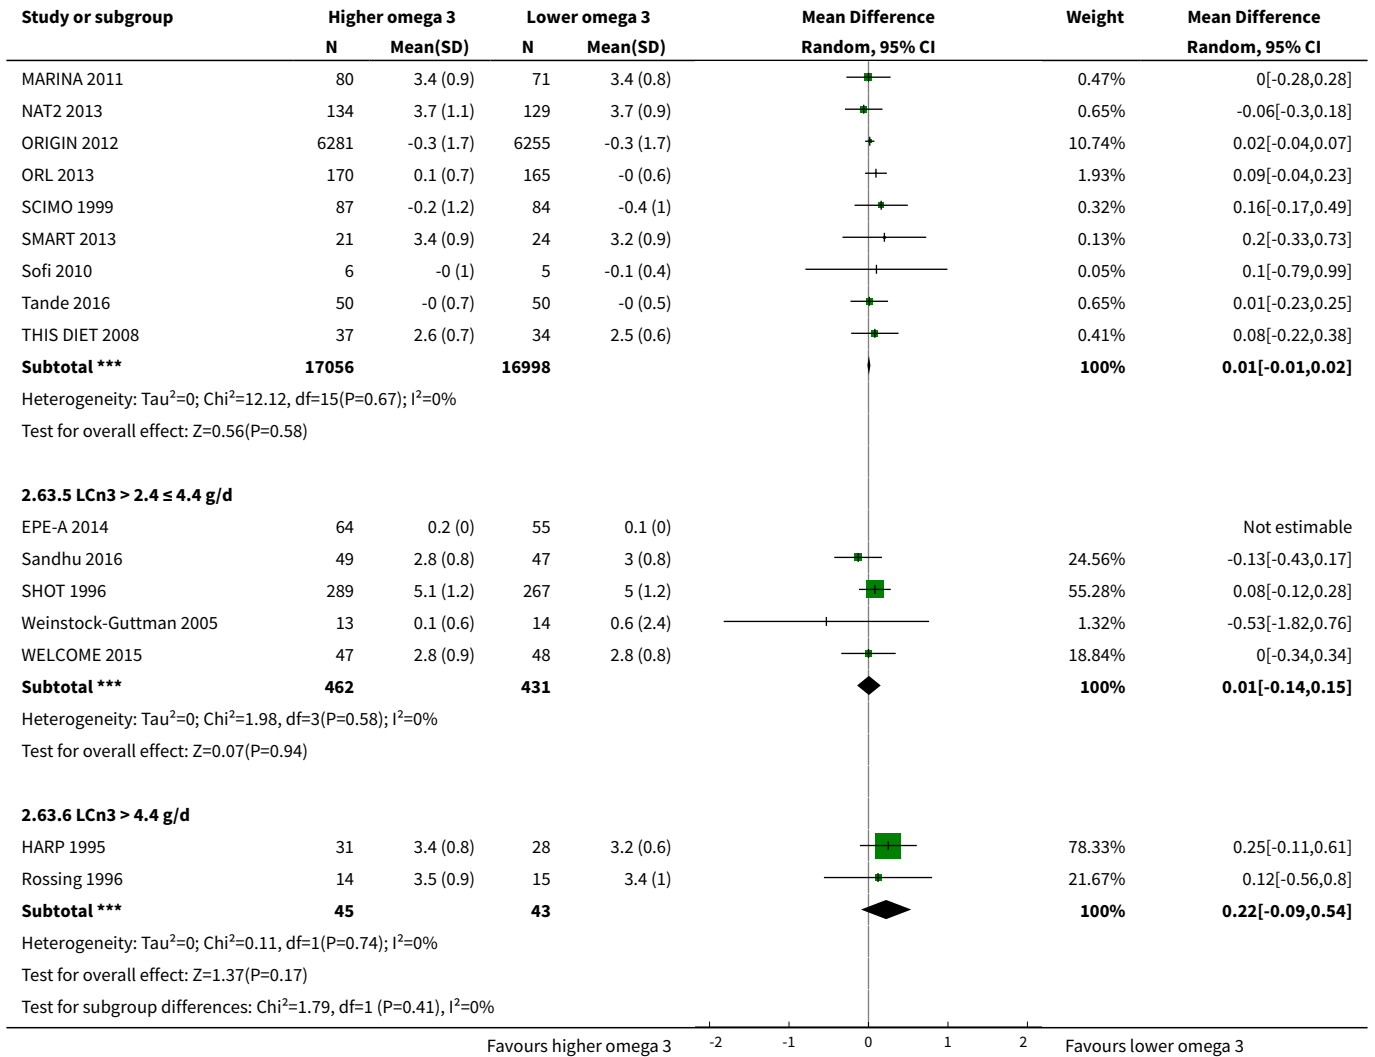 Study or subgroup Higher omega 3 Lower omega 3 Mean Difference Weight Mean Difference
N Mean(SD) N Mean(SD) Random, 95% CI Random, 95% CI
MARINA 2011 80 3.4 (0.9) 71 3.4 (0.8) 0.47% 0[-0.28,0.28]
NAT2 2013 134 3.7 (1.1) 129 3.7 (0.9) 0.65% -0.06[-0.3,0.18]
ORIGIN 2012 6281 -0.3 (1.7) 6255 -0.3 (1.7) 10.74% 0.02[-0.04,0.07]
ORL 2013 170 0.1 (0.7) 165 -0 (0.6) 1.93% 0.09[-0.04,0.23]
SCIMO 1999 87 -0.2 (1.2) 84 -0.4 (1) 0.32% 0.16[-0.17,0.49]
SMART 2013 21 3.4 (0.9) 24 3.2 (0.9) 0.13% 0.2[-0.33,0.73]
Sofi 2010 6 -0 (1) 5 -0.1 (0.4) 0.05% 0.1[-0.79,0.99]
Tande 2016 50 -0 (0.7) 50 -0 (0.5) 0.65% 0.01[-0.23,0.25]
THIS DIET 2008 37 2.6 (0.7) 34 2.5 (0.6) 0.41% 0.08[-0.22,0.38]
Subtotal *** 17056 16998 100% 0.01[-0.01,0.02]
Heterogeneity: Tau²=0; Chi²=12.12, df=15(P=0.67); I²=0%
Test for overall effect: Z=0.56(P=0.58)
2.63.5 LCn3 > 2.4 ≤ 4.4 g/d
EPE-A 2014 64 0.2 (0) 55 0.1 (0) Not estimable
Sandhu 2016 49 2.8 (0.8) 47 3 (0.8) 24.56% -0.13[-0.43,0.17]
SHOT 1996 289 5.1 (1.2) 267 5 (1.2) 55.28% 0.08[-0.12,0.28]
Weinstock-Guttman 2005 13 0.1 (0.6) 14 0.6 (2.4) 1.32% -0.53[-1.82,0.76]
WELCOME 2015 47 2.8 (0.9) 48 2.8 (0.8) 18.84% 0[-0.34,0.34]
Subtotal *** 462 431 100% 0.01[-0.14,0.15]
Heterogeneity: Tau²=0; Chi²=1.98, df=3(P=0.58); I²=0%
Test for overall effect: Z=0.07(P=0.94)
2.63.6 LCn3 > 4.4 g/d
HARP 1995 31 3.4 (0.8) 28 3.2 (0.6) 78.33% 0.25[-0.11,0.61]
Rossing 1996 14 3.5 (0.9) 15 3.4 (1) 21.67% 0.12[-0.56,0.8]
Subtotal *** 45 43 100% 0.22[-0.09,0.54]
Heterogeneity: Tau²=0; Chi²=0.11, df=1(P=0.74); I²=0%
Test for overall effect: Z=1.37(P=0.17)
Test for subgroup differences: Chi²=1.79, df=1 (P=0.41), I²=0%
Favours higher omega 3 -2 -1 0 1 2 Favours lower omega 3